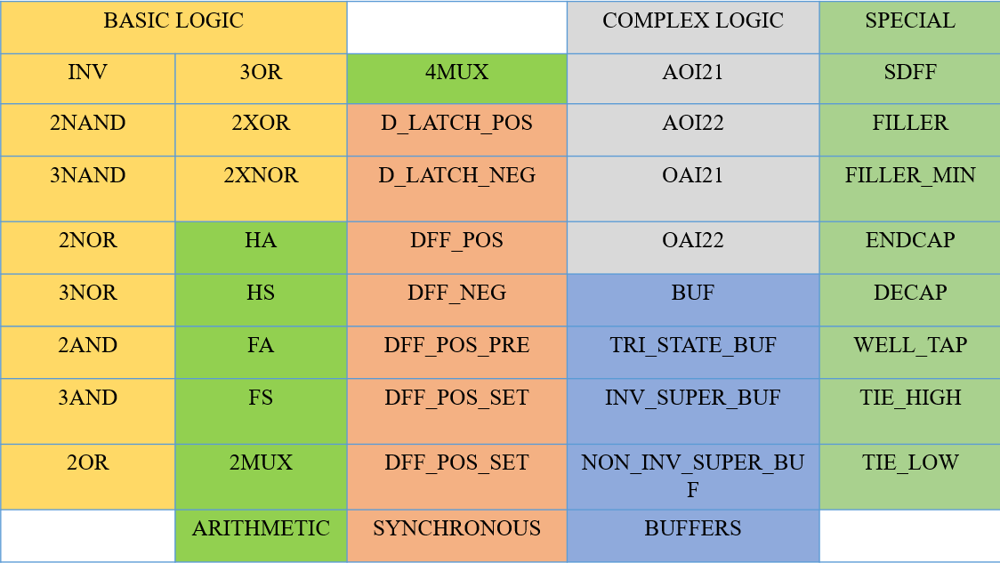 BASIC LOGIC
COMPLEX LOGIC
SPECIAL
INV
3OR
4MUX
AOI21
SDFF
2NAND
2XOR
D_LATCH_POS
AOI22
FILLER
3NAND
2XNOR
D_LATCH_NEG
OAI21
FILLER_MIN
2NOR
HA
DFF_POS
OAI22
ENDCAP
3NOR
HS
DFF_NEG
BUF
DECAP
2AND
FA
DFF_POS_PRE
TRI_STATE_BUF
WELL_TAP
3AND
FS
DFF_POS_SET
INV_SUPER_BUF
TIE_HIGH
2OR
2MUX
DFF_POS_SET
NON_INV_SUPER_BU
F
TIE_LOW
ARITHMETIC
SYNCHRONOUS
BUFFERS